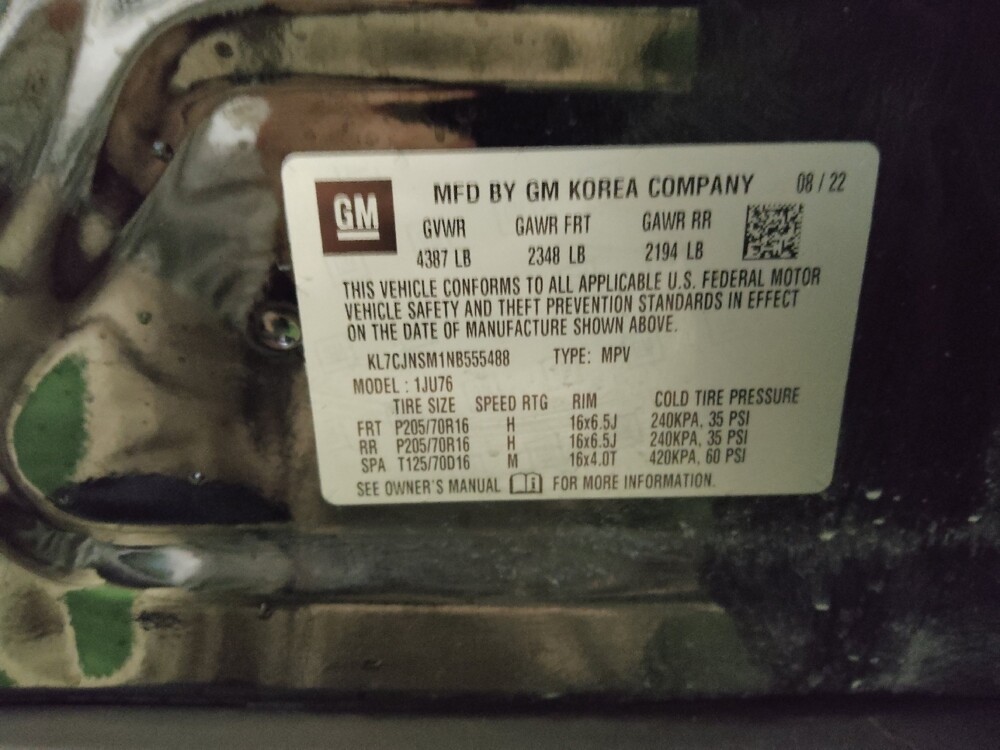 GM
MFD BY GM KOREA COMPANY 08 / 22
GVWR GAWR FRT GAWR RR
4387 LB 2348 LB 2194 LB
THIS VEHICLE CONFORMS TO ALL APPLICABLE U.S. FEDERAL MOTOR
VEHICLE SAFETY AND THEFT PREVENTION STANDARDS IN EFFECT
ON THE DATE OF MANUFACTURE SHOWN ABOVE.
KL7CJNSM1NB555488 TYPE: MPV
MODEL : 1JU76
TIRE SIZE SPEED RTG RIM COLD TIRE PRESSURE
FRT P205/70R16 H 16x6.5J 240KPA, 35 PSI
RR P205/70R16 H 16x6.5J 240KPA, 35 PSI
SPA T125/70D16 M 16x4.0T 420KPA, 60 PSI
SEE OWNER'S MANUAL i FOR MORE INFORMATION.